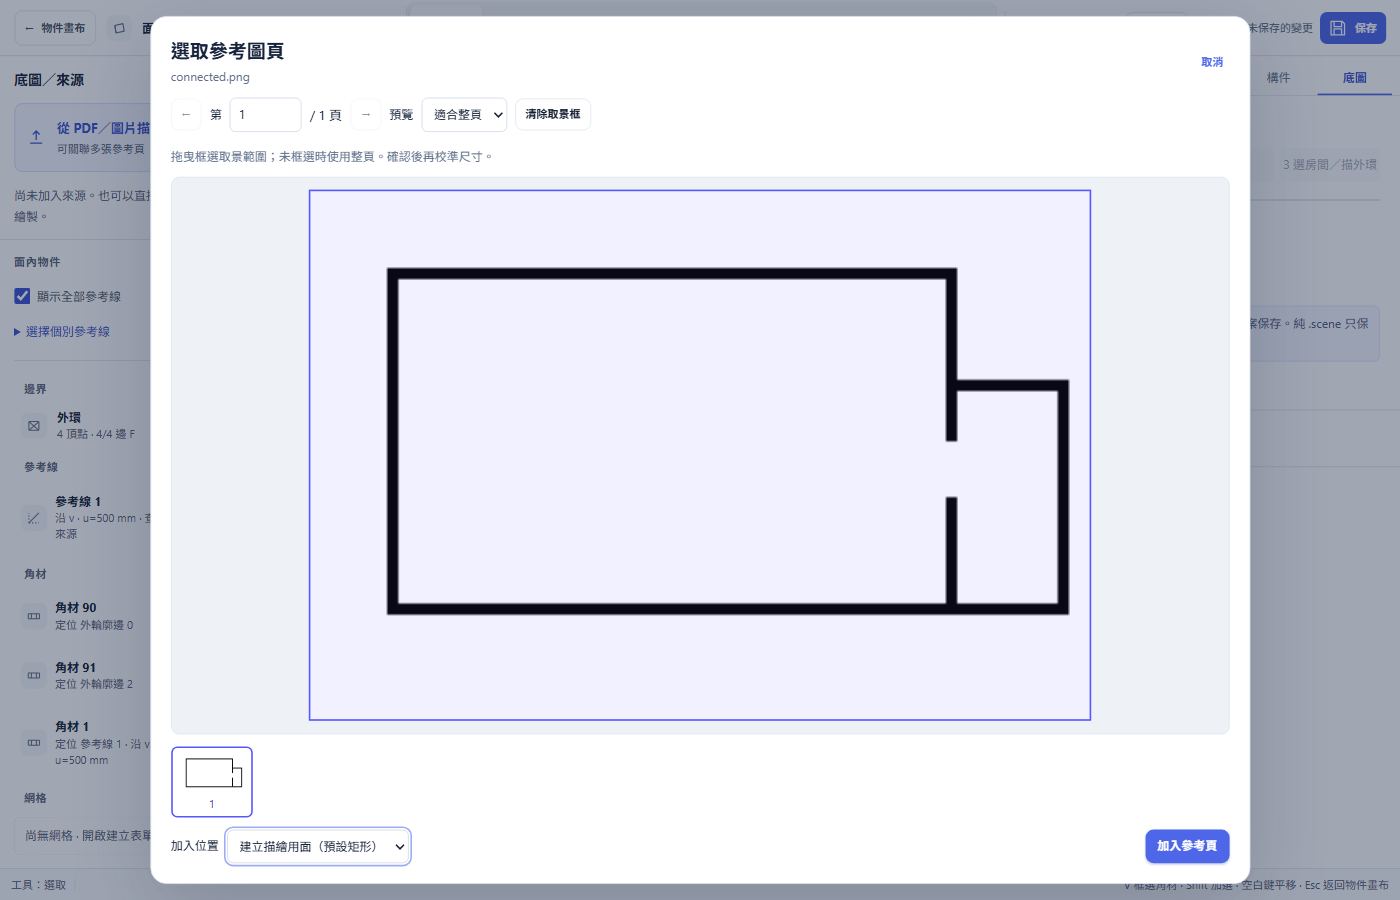 ← 物件畫布
面
未保存的變更
保存
選取參考圖頁
connected.png
取消
← 第 1 / 1 頁 → 預覽 適合整頁 清除取景框
拖曳框選取景範圍；未框選時使用整頁。確認後再校準尺寸。
底圖／來源
從 PDF／圖片描
可關聯多張參考頁
尚未加入來源。也可以直接
繪製。
面內物件
顯示全部參考線
選擇個別參考線
邊界
外環
4 頂點 · 4/4 邊 F
參考線
參考線 1
沿 v · u=500 mm ·
來源
角材
角材 90
定位 外輪廓邊 0
角材 91
定位 外輪廓邊 2
角材 1
定位 參考線 1 · 沿 v
u=500 mm
網格
尚無網格，開啟建立表單
構件
底圖
3 選房間／描外環
案保存。純 .scene 只保
1
加入位置 建立描繪用面（預設矩形）
加入參考頁
工具：選取
V 框選角材 · Shift 加選 · 空白鍵平移 · Esc 返回物件畫布